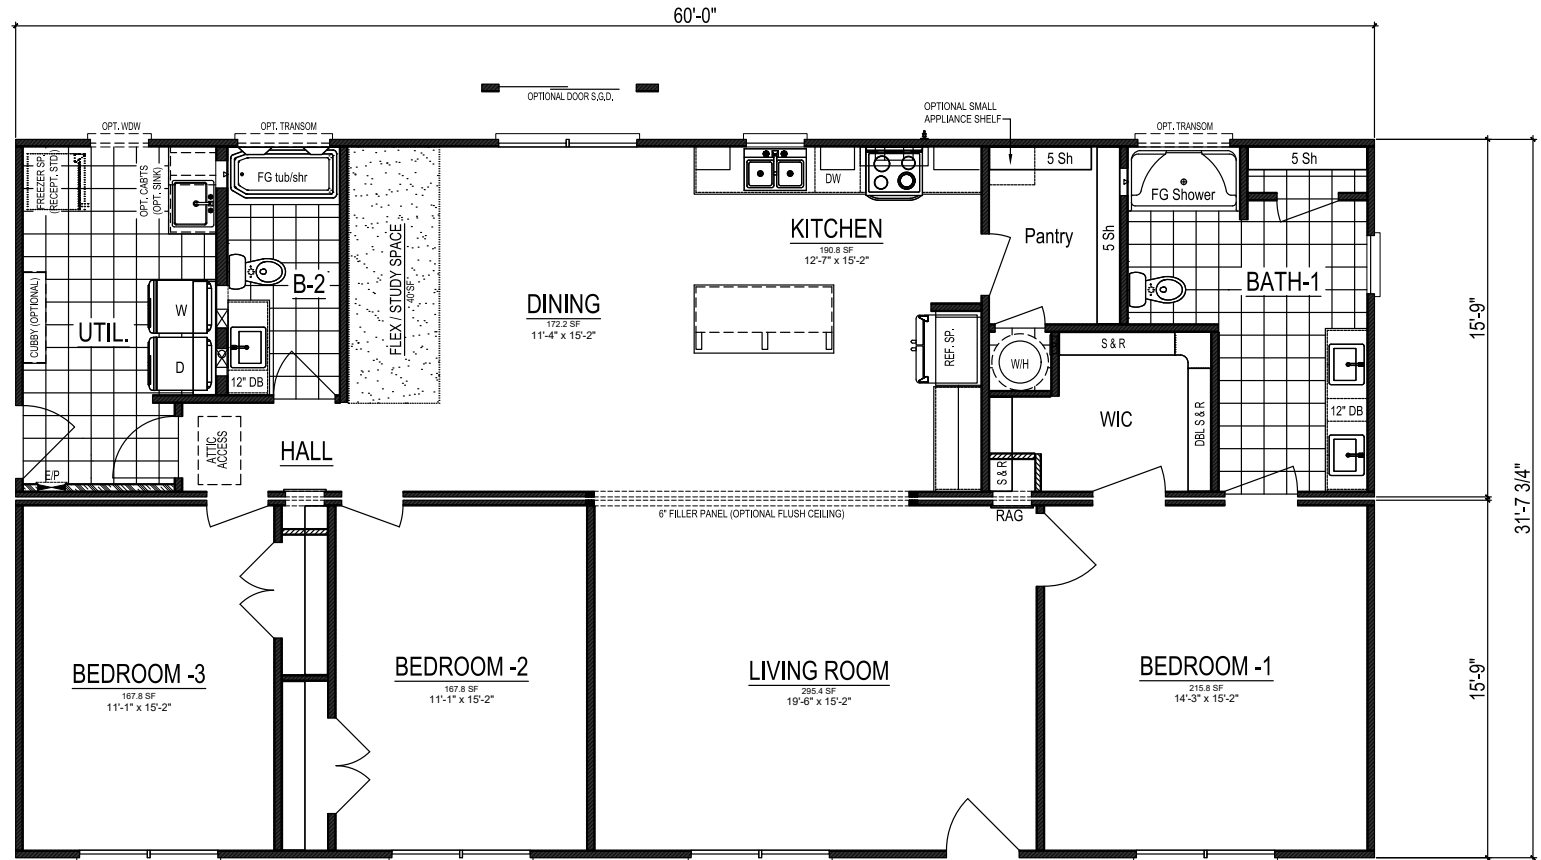 60'-0"
OPTIONAL DOOR S.G.D.
OPTIONAL SMALL
APPLIANCE SHELF
OPT. WDW
OPT. TRANSOM
OPT. TRANSOM
FREEZER SP.
(RECEPT. STD.)
OPT. CAB'TS
(OPT. SINK)
FG tub/shr
DW
5 Sh
5 Sh
FG Shower
5 Sh
KITCHEN
190.8 SF
12'-7" x 15'-2"
Pantry
FLEX / STUDY SPACE
40 SF
B-2
BATH-1
CUBBY (OPTIONAL)
UTIL.
W
D
DINING
172.2 SF
11'-4" x 15'-2"
REF. SP.
W/H
S & R
12" DB
DBL S & R
WIC
12" DB
15'-9"
ATTIC
ACCESS
HALL
E/P
S & R
31'-7 3/4"
6" FILLER PANEL (OPTIONAL FLUSH CEILING)
RAG
BEDROOM -3
167.8 SF
11'-1" x 15'-2"
BEDROOM -2
167.8 SF
11'-1" x 15'-2"
LIVING ROOM
295.4 SF
19'-6" x 15'-2"
BEDROOM -1
215.8 SF
14'-3" x 15'-2"
15'-9"